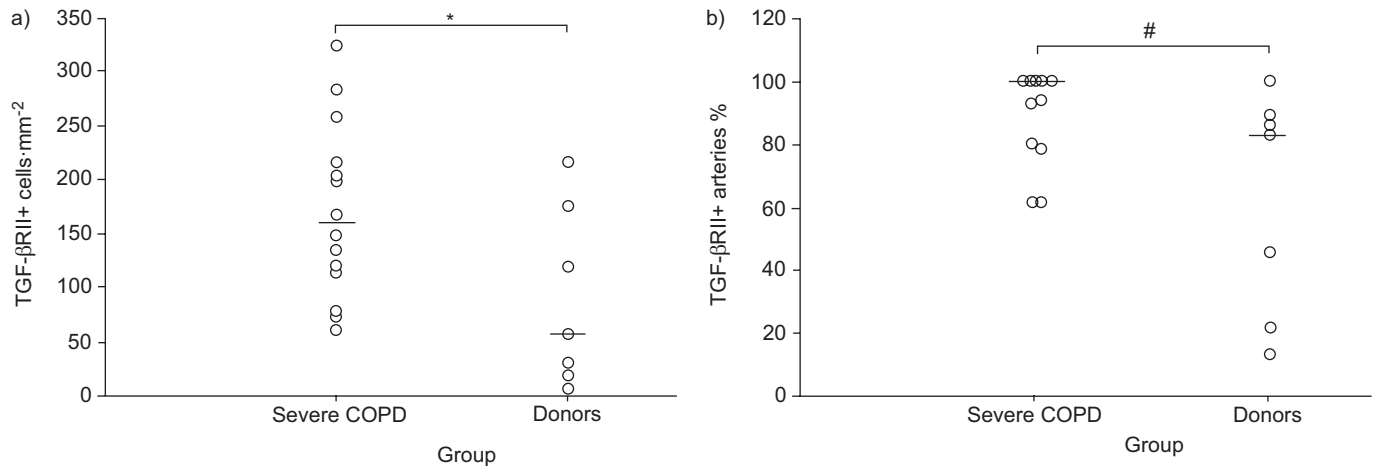 a)
350
300
250
200
150
100
50
0
TGF-βRII+ cells·mm-2
*
Severe COPD
Donors
Group
b)
120
100
80
60
40
20
0
TGF-βRII+ arteries %
#
Severe COPD
Donors
Group